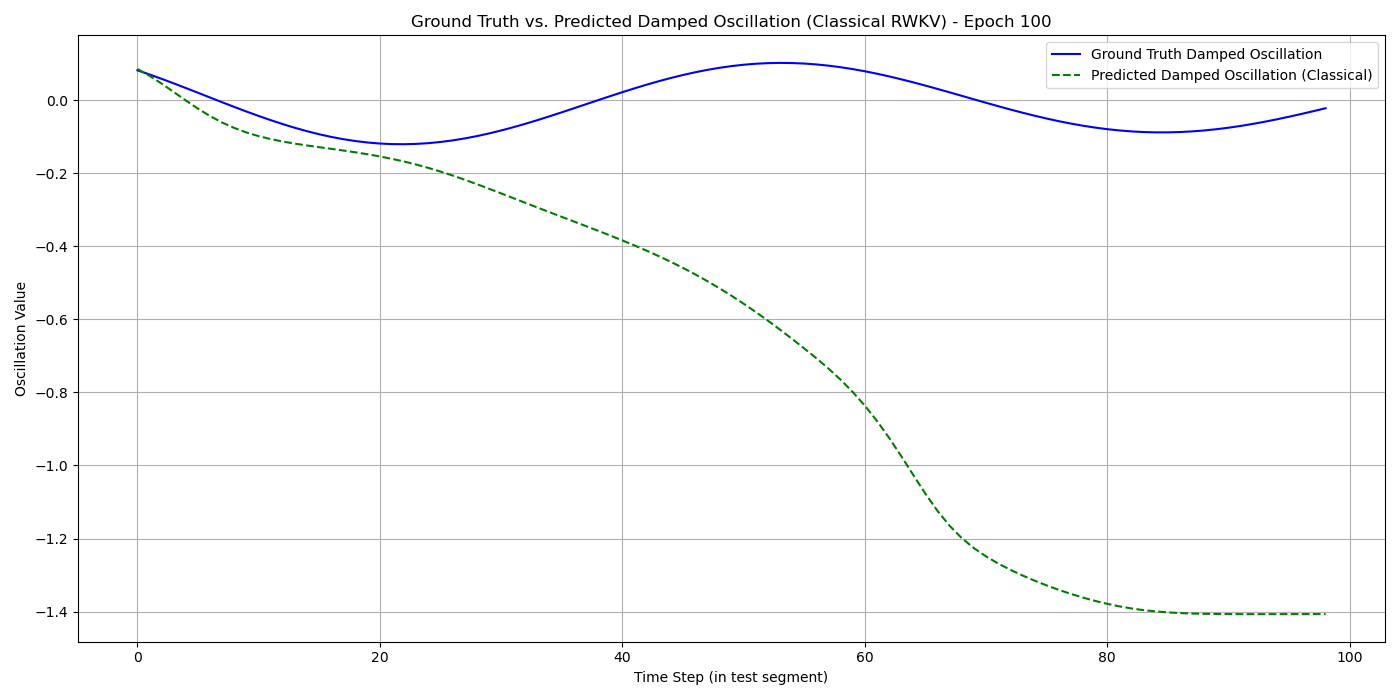 Ground Truth vs. Predicted Damped Oscillation (Classical RWKV) - Epoch 100
Ground Truth Damped Oscillation
Predicted Damped Oscillation (Classical)
Oscillation Value
0.0
−0.2
−0.4
−0.6
−0.8
−1.0
−1.2
−1.4
0 20 40 60 80 100
Time Step (in test segment)